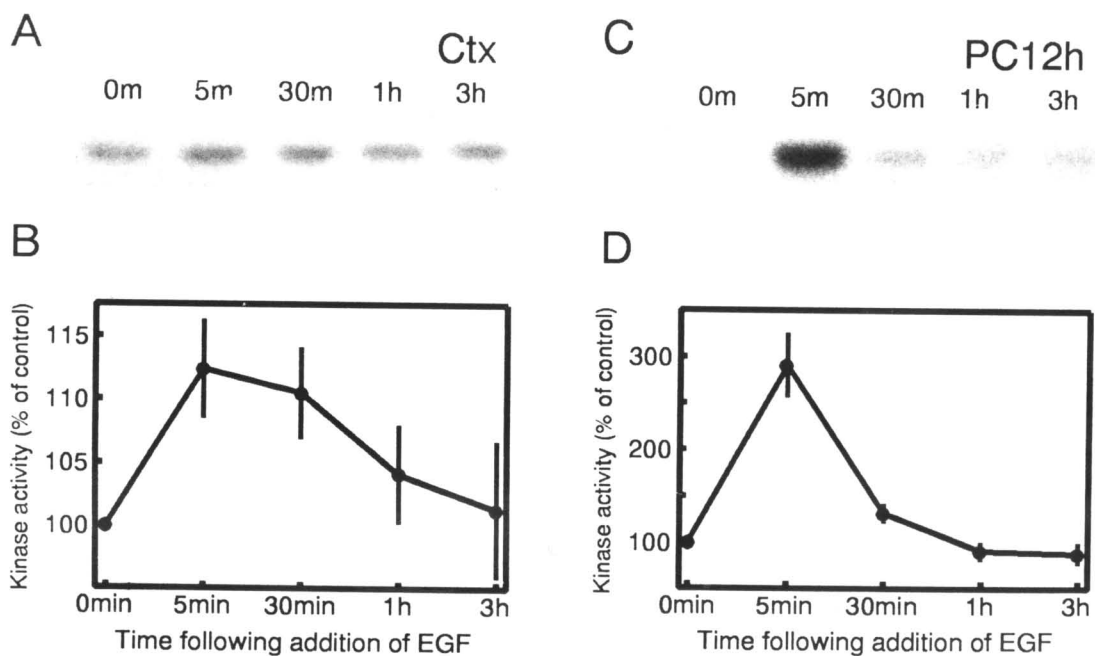 A
Ctx
0m 5m 30m 1h 3h
C
PC12h
0m 5m 30m 1h 3h
B
Kinase activity (% of control)
115
110
105
100
0min 5min 30min 1h 3h
Time following addition of EGF
D
Kinase activity (% of control)
300
200
100
0min 5min 30min 1h 3h
Time following addition of EGF